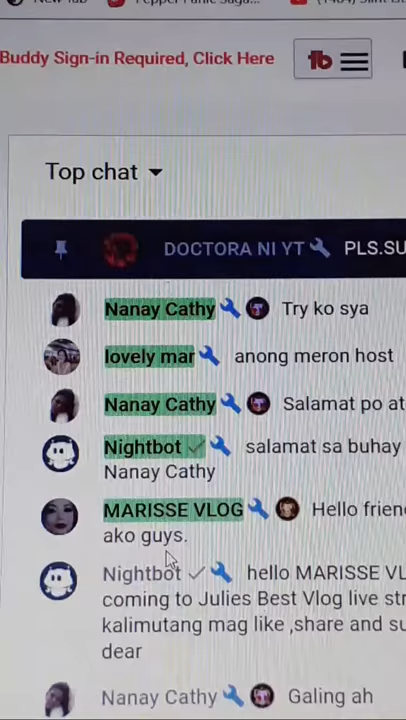 Buddy Sign-in Required, Click Here
Top chat
DOCTORA NI YT PLS.SU
Nanay Cathy Try ko sya
lovely mar anong meron host
Nanay Cathy Salamat po at
Nightbot salamat sa buhay
Nanay Cathy
MARISSE VLOG Hello frien
ako guys.
Nightbot hello MARISSE VL
coming to Julies Best Vlog live str
kalimutang mag like ,share and su
dear
Nanay Cathy Galing ah